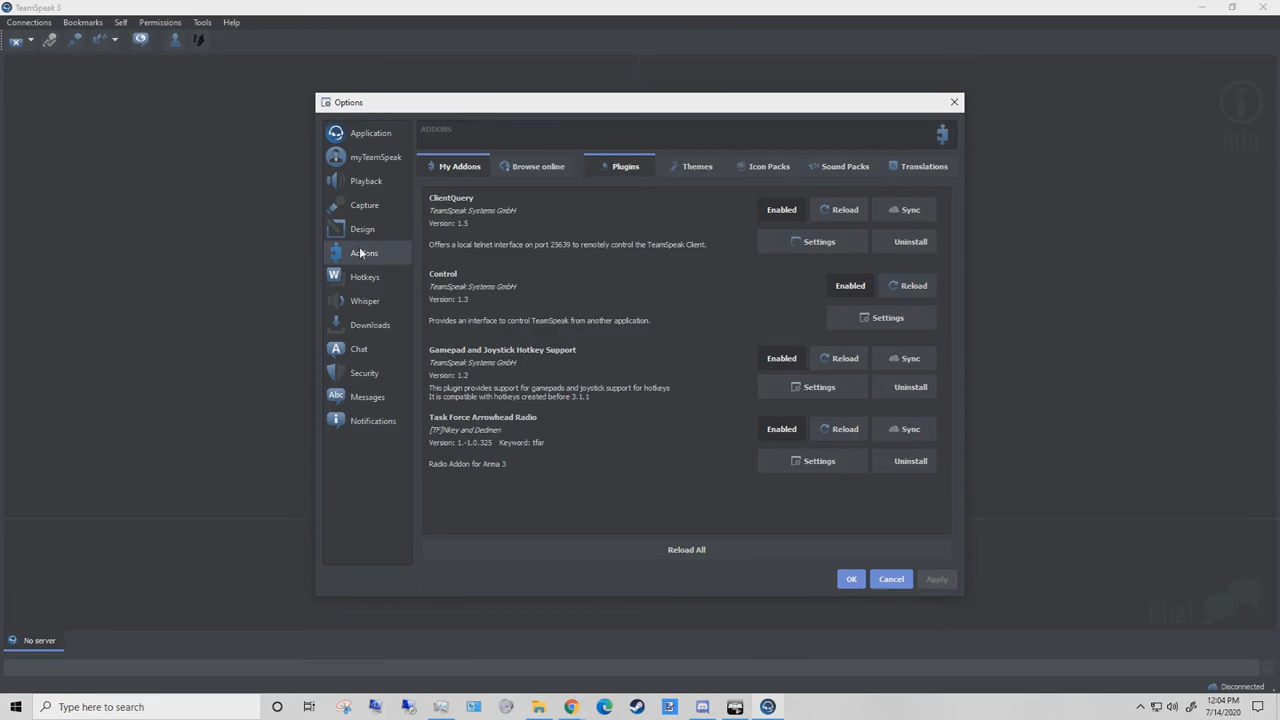 TeamSpeak 3
Connections Bookmarks Self Permissions Tools Help
Options
Application
myTeamSpeak
Playback
Capture
Design
Addons
Hotkeys
Whisper
Downloads
Chat
Security
Messages
Notifications
ADDONS
My Addons Browse online Plugins Themes Icon Packs Sound Packs Translations
ClientQuery
TeamSpeak Systems GmbH
Version: 1.5
Offers a local telnet interface on port 25639 to remotely control the TeamSpeak Client.
Enabled Reload Sync
Settings Uninstall
Control
TeamSpeak Systems GmbH
Version: 1.3
Provides an interface to control TeamSpeak from another application.
Enabled Reload
Settings
Gamepad and Joystick Hotkey Support
TeamSpeak Systems GmbH
Version: 1.2
This plugin provides support for gamepads and joystick support for hotkeys
It is compatible with hotkeys created before 3.1.1
Enabled Reload Sync
Settings Uninstall
Task Force Arrowhead Radio
[TF]Nkey and Dedmen
Version: 1.-1.0.325 Keyword: tfar
Radio Addon for Arma 3
Enabled Reload Sync
Settings Uninstall
Reload All
OK Cancel Apply
Info
Chat
No server
Disconnected
Type here to search
12:04 PM
7/14/2020